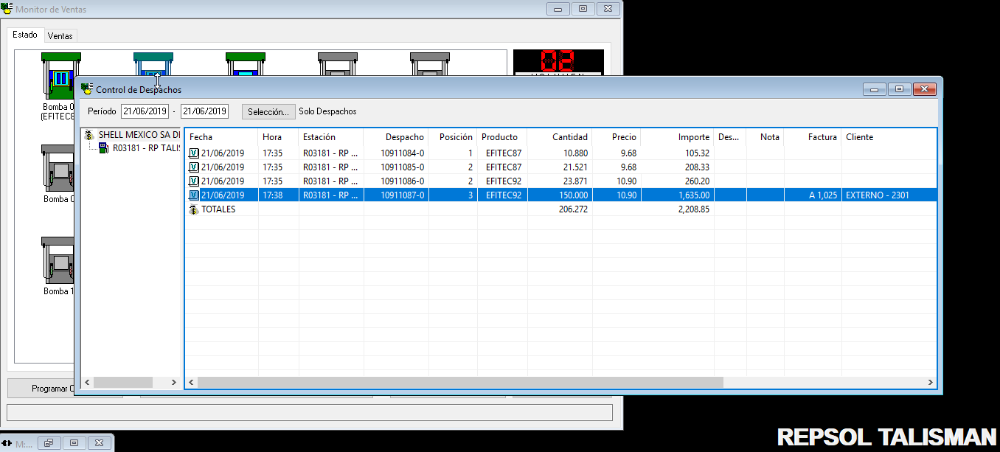 Monitor de Ventas
Estado Ventas
02
Bomba 0
(EFITEC8
Control de Despachos
Período 21/06/2019 - 21/06/2019 Selección... Solo Despachos
SHELL MEXICO SA DI
R03181 - RP TALI
Fecha Hora Estación Despacho Posición Producto Cantidad Precio Importe Des... Nota Factura Cliente
21/06/2019 17:35 R03181 - RP ... 10911084-0 1 EFITEC87 10.880 9.68 105.32
21/06/2019 17:35 R03181 - RP ... 10911085-0 2 EFITEC87 21.521 9.68 208.33
21/06/2019 17:35 R03181 - RP ... 10911086-0 2 EFITEC92 23.871 10.90 260.20
21/06/2019 17:38 R03181 - RP ... 10911087-0 3 EFITEC92 150.000 10.90 1,635.00 A 1,025 EXTERNO - 2301
TOTALES 206.272 2,208.85
Bomba 0
Bomba 1
Programar C
M:...
REPSOL TALISMAN